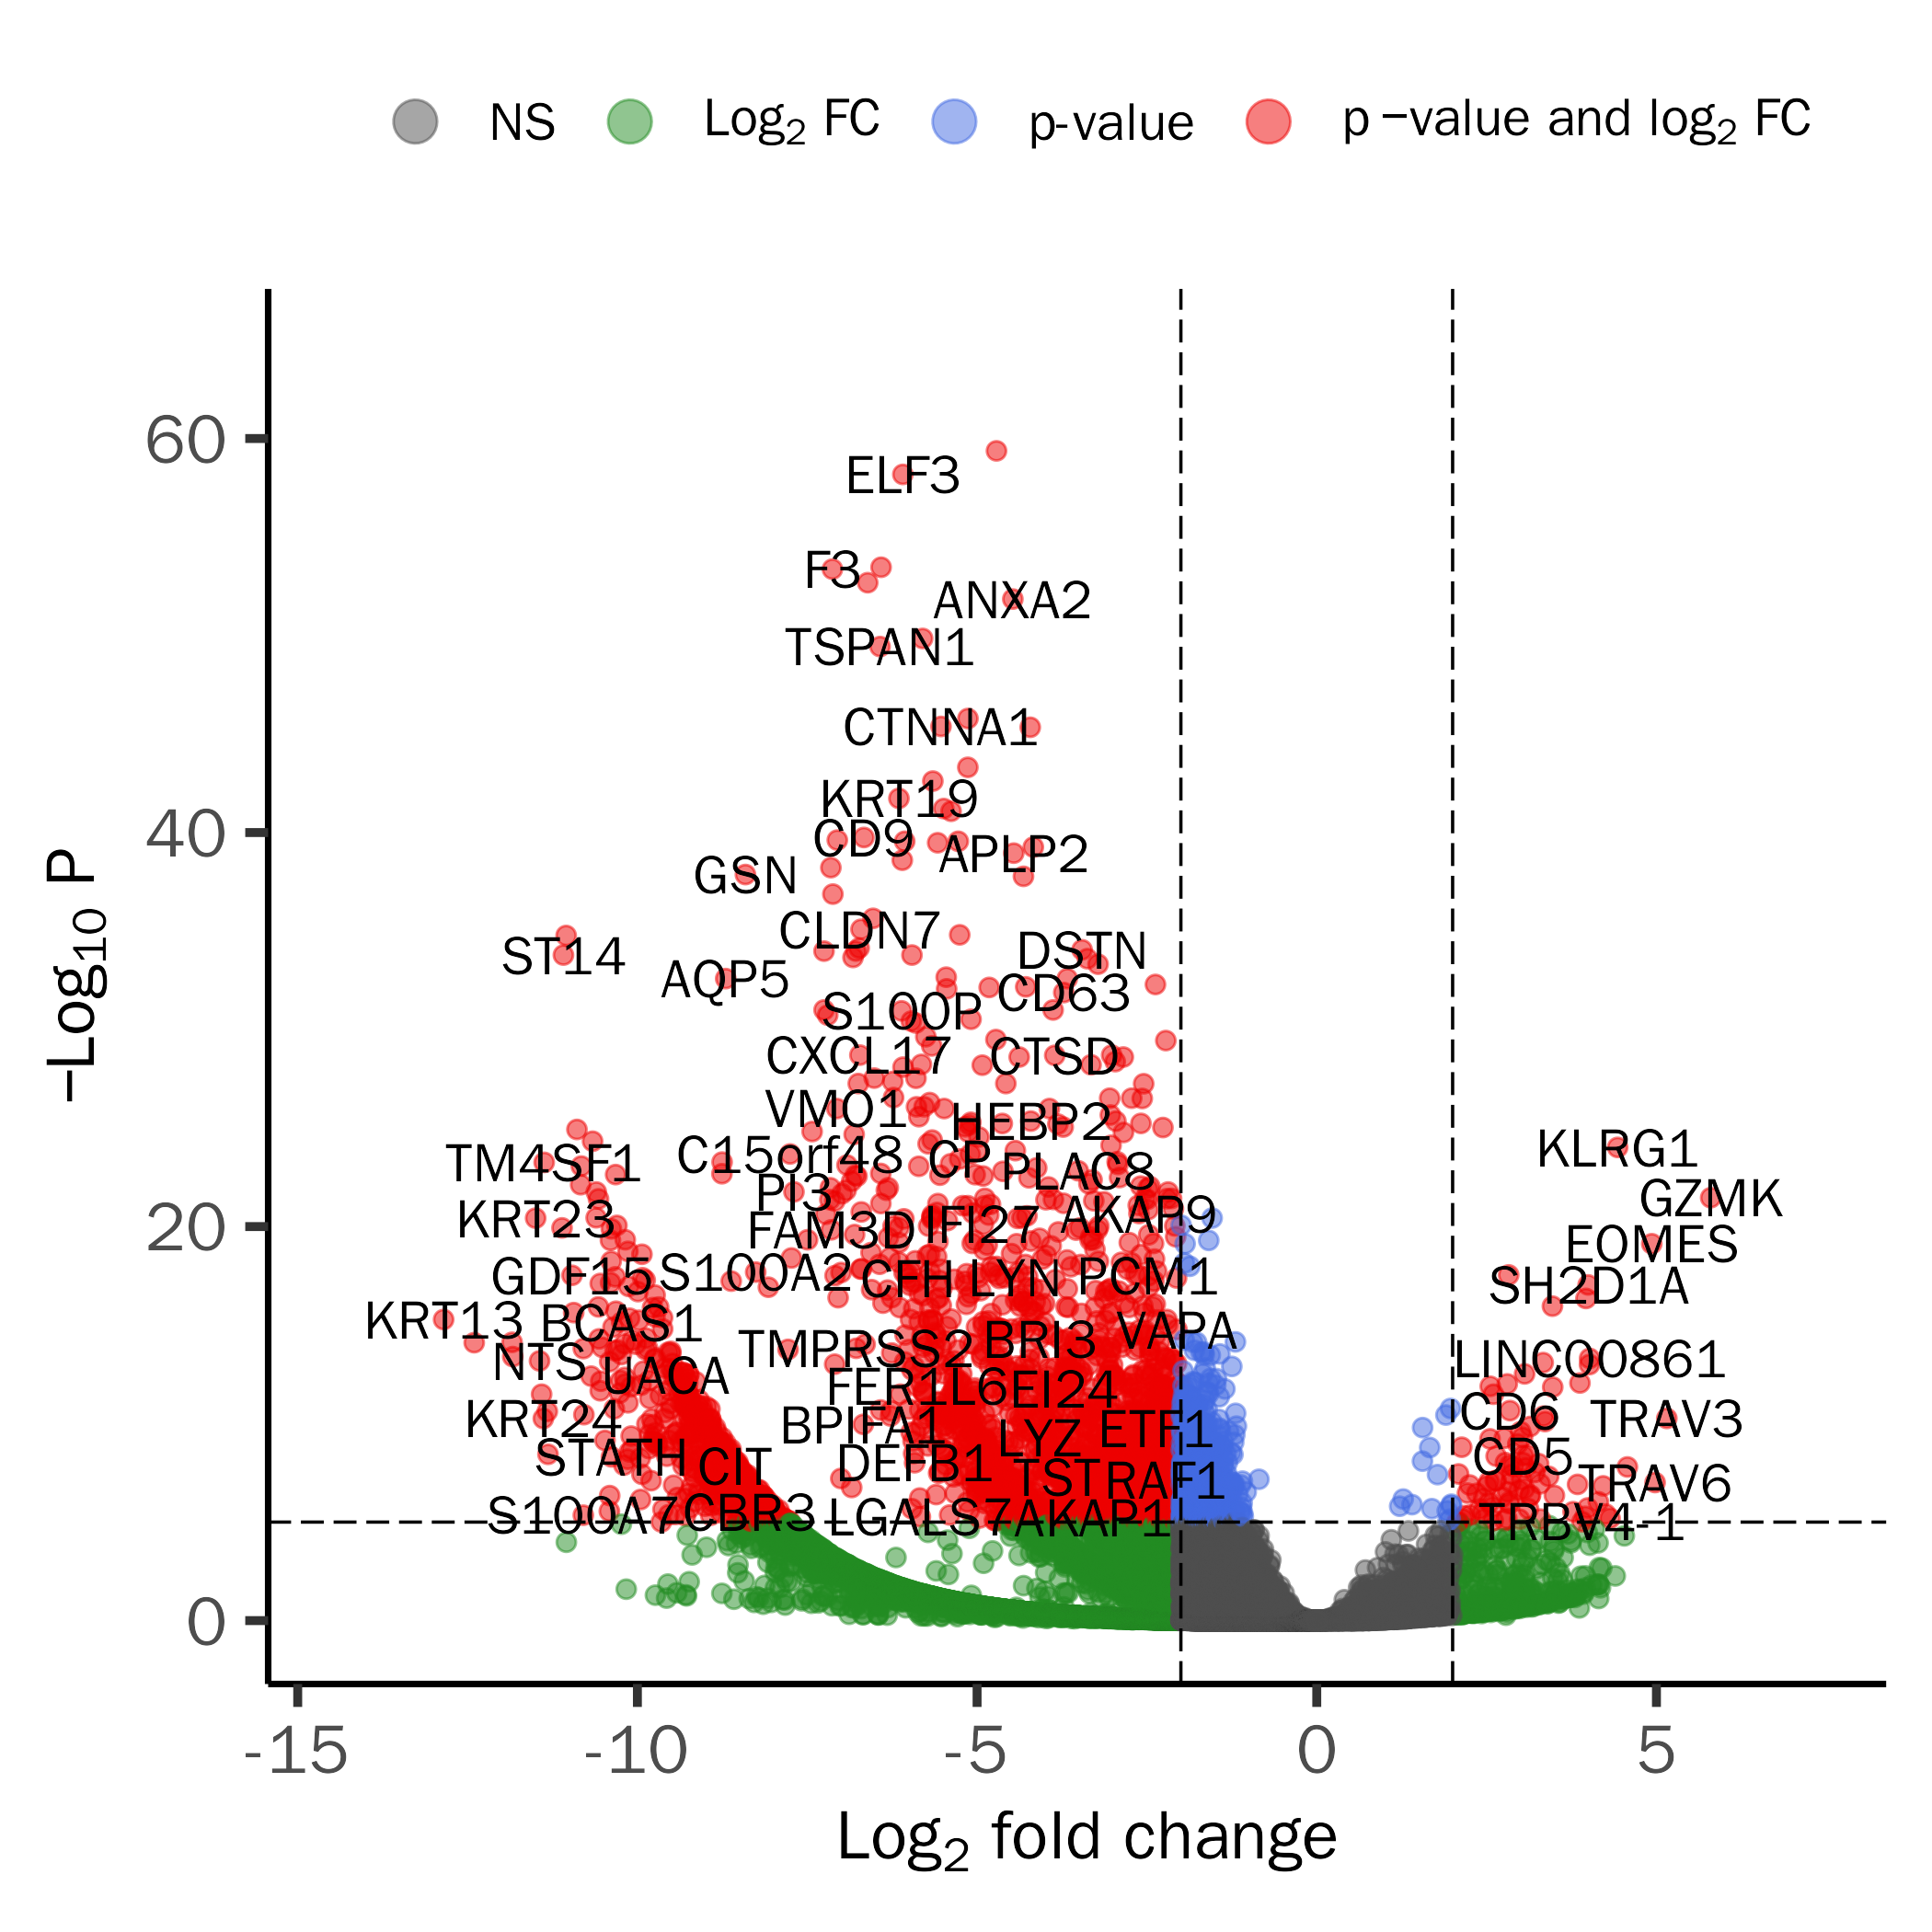 NS Log2 FC p-value p −value and log2 FC
60
ELF3
F3
ANXA2
TSPAN1
CTNNA1
KRT19
40
CD9
APLP2
GSN
CLDN7
DSTN
ST14
AQP5
CD63
S100P
CXCL17
CTSD
VMO1
HEBP2
C15orf48
CP
KLRG1
TM4SF1
PLAC8
PI3
GZMK
20
KRT23
AKAP9
FAM3D
IFI27
EOMES
GDF15
S100A2
CFH
LYN
PCM1
SH2D1A
KRT13
BCAS1
VAPA
TMPRSS2
BRI3
NTS
LINC00861
UACA
FER1L6
EI24
KRT24
BPIFA1
CD6
TRAV3
LYZ
ETF1
STATH
CIT
DEFB1
CD5
TST
TRAF1
TRAV6
S100A7
CBR3
LGALS7
AKAP1
TRBV4-1
0
-15
-10
-5
0
5
Log2 fold change
−Log10 P